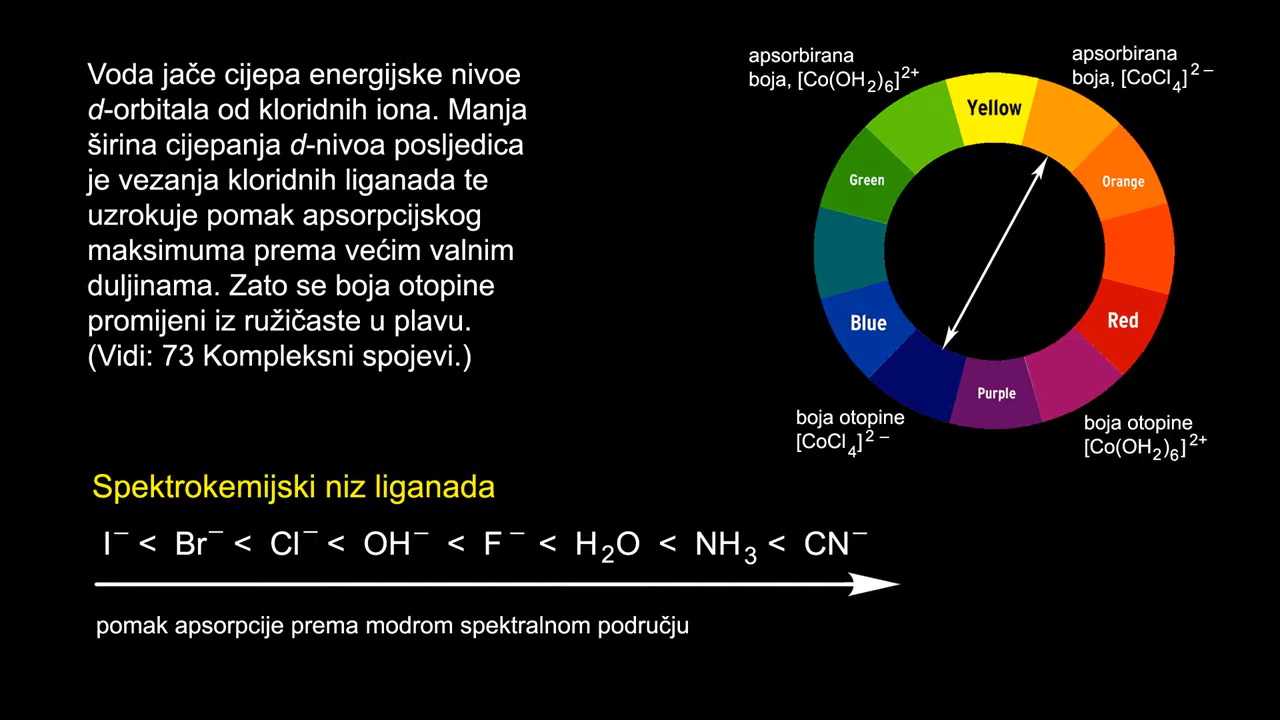 Voda jače cijepa energijske nivoe
d-orbitala od kloridnih iona. Manja
širina cijepanja d-nivoa posljedica
je vezanja kloridnih liganada te
uzrokuje pomak apsorpcijskog
maksimuma prema većim valnim
duljinama. Zato se boja otopine
promijeni iz ružičaste u plavu.
(Vidi: 73 Kompleksni spojevi.)
apsorbirana
boja, [Co(OH₂)₆]²⁺
apsorbirana
boja, [CoCl₄]²⁻
Yellow
Green
Orange
Blue
Red
Purple
boja otopine
[CoCl₄]²⁻
boja otopine
[Co(OH₂)₆]²⁺
Spektrokemijski niz liganada
I⁻ < Br⁻ < Cl⁻ < OH⁻ < F⁻ < H₂O < NH₃ < CN⁻
pomak apsorpcije prema modrom spektralnom području